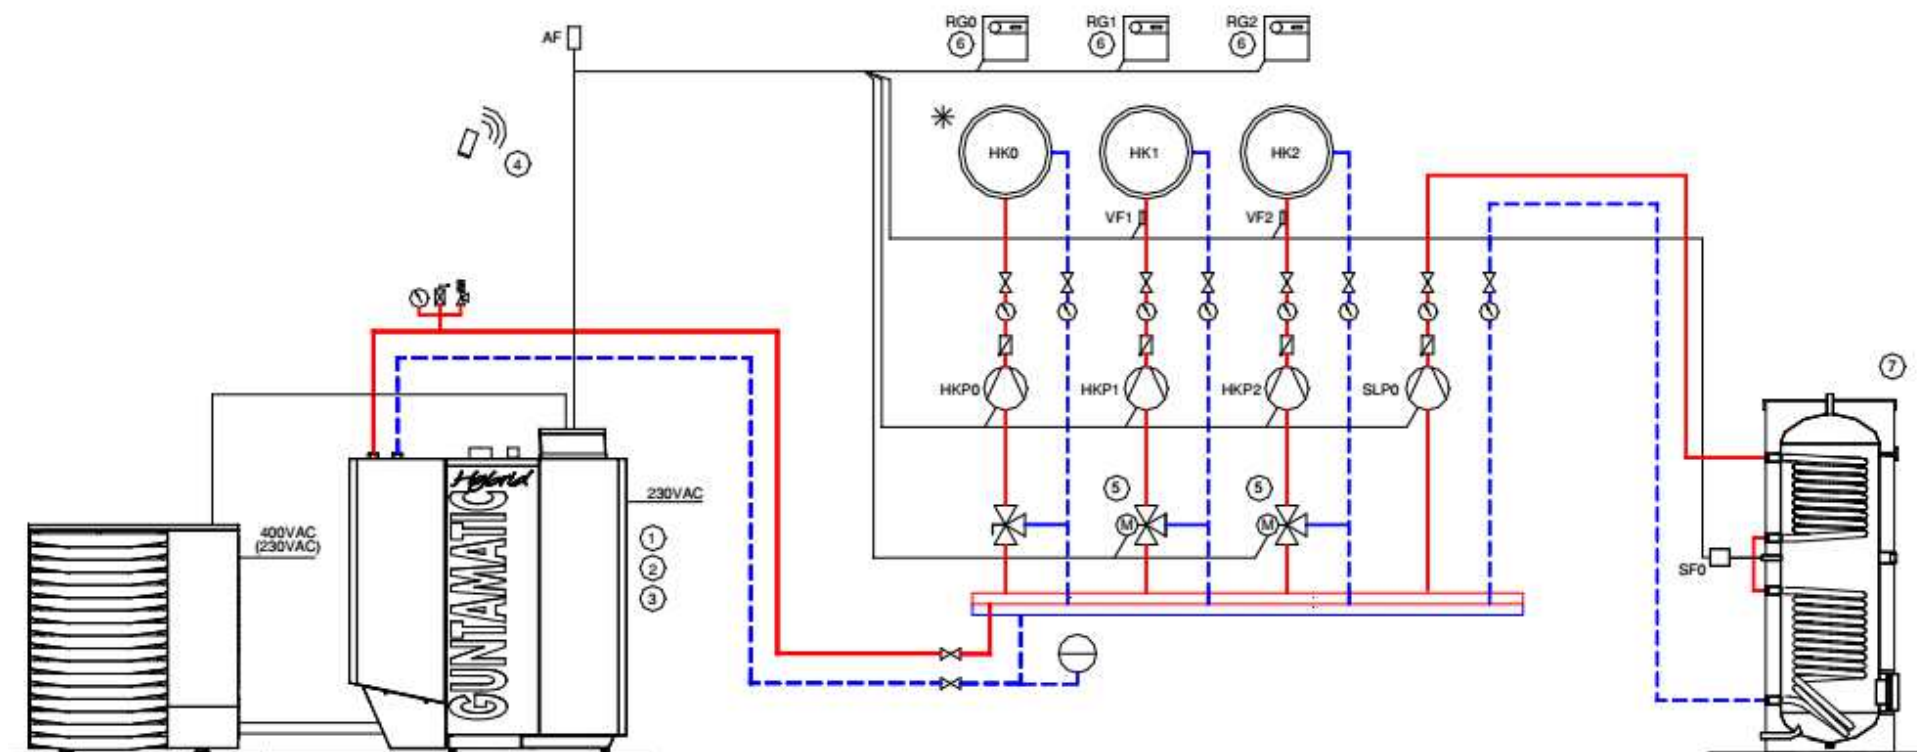 RG0
6
RG1
6
RG2
6
AF
4
HK0
HK1
HK2
VF1
VF2
HKP0
HKP1
HKP2
SLP0
7
Hybrid
GUNTAMATIC
230VAC
400VAC
(230VAC)
1
2
3
5
M
5
M
SF0